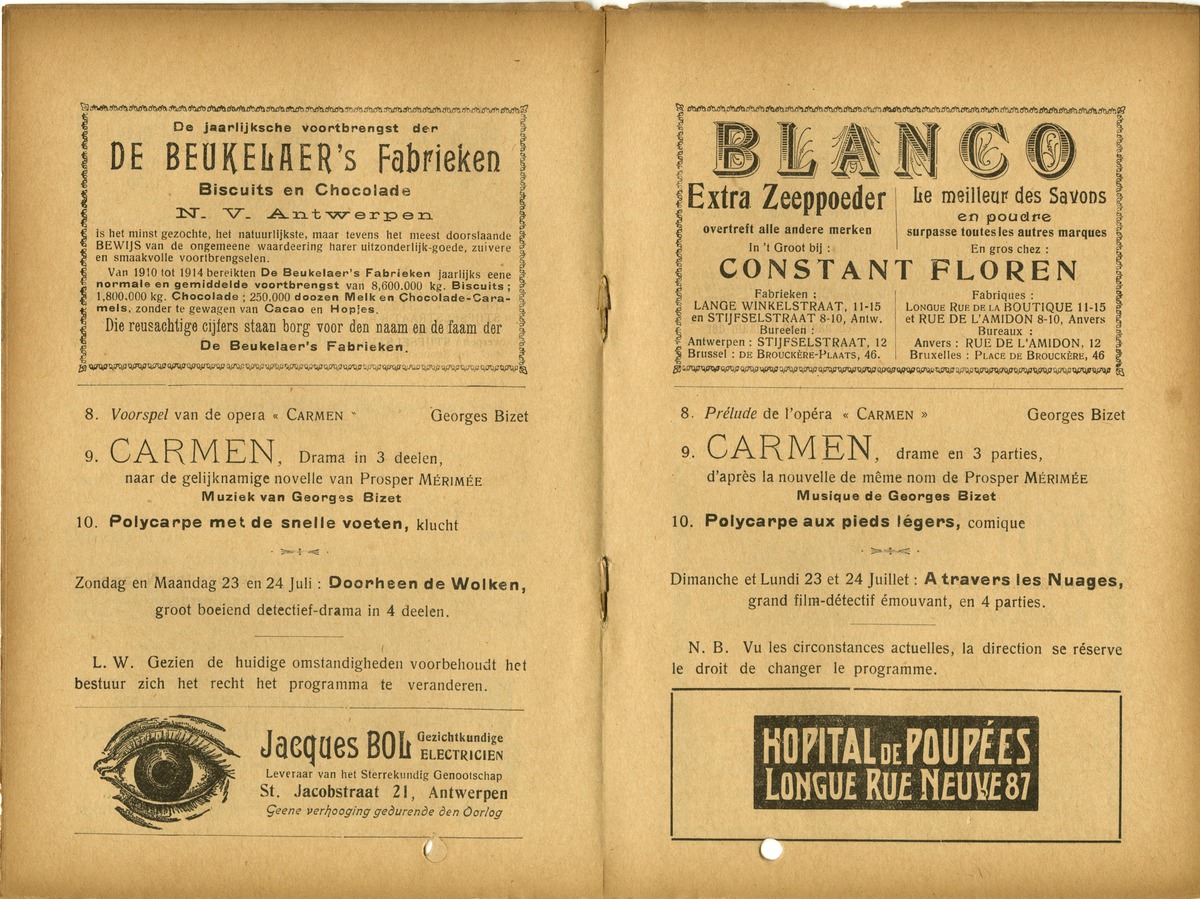 De jaarlijksche voortbrengst der
DE BEUKELAER's Fabrieken
Biscuits en Chocolade
N. V. Antwerpen
is het minst gezochte, het natuurlijkste, maar tevens het meest doorslaande
BEWIJS van de ongemeene waardeering harer uitzonderlijk-goede, zuivere
en smaakvolle voortbrengselen.
Van 1910 tot 1914 bereikten De Beukelaer's Fabrieken jaarlijks eene
normale en gemiddelde voortbrengst van 8,600.000 kg. Biscuits ;
1,800.000 kg. Chocolade ; 250,000 doozen Melk en Chocolade-Cara-
mels, zonder te gewagen van Cacao en Hopjes.
Die reusachtige cijfers staan borg voor den naam en de faam der
De Beukelaer's Fabrieken.
8. Voorspel van de opera « CARMEN » Georges Bizet
9. CARMEN, Drama in 3 deelen,
naar de gelijknamige novelle van Prosper MÉRIMÉE
Muziek van Georges Bizet
10. Polycarpe met de snelle voeten, klucht
Zondag en Maandag 23 en 24 Juli : Doorheen de Wolken,
groot boeiend detectief-drama in 4 deelen.
L. W. Gezien de huidige omstandigheden voorbehoudt het
bestuur zich het recht het programma te veranderen.
Jacques BOL Gezichtkundige
ELECTRICIEN
Leveraar van het Sterrekundig Genootschap
St. Jacobstraat 21, Antwerpen
Geene verhooging gedurende den Oorlog
BLANCO
Extra Zeeppoeder
overtreft alle andere merken
In 't Groot bij :
Le meilleur des Savons
en poudre
surpasse toutes les autres marques
En gros chez :
CONSTANT FLOREN
Fabrieken :
LANGE WINKELSTRAAT, 11-15
en STIJFSELSTRAAT 8-10, Antw.
Bureelen :
Antwerpen : STIJFSELSTRAAT, 12
Brussel : DE BROUCKÈRE-PLAATS, 46.
Fabriques :
LONGUE RUE DE LA BOUTIQUE 11-15
et RUE DE L'AMIDON 8-10, Anvers
Bureaux :
Anvers : RUE DE L'AMIDON, 12
Bruxelles : PLACE DE BROUCKÈRE, 46
8. Prélude de l'opéra « CARMEN » Georges Bizet
9. CARMEN, drame en 3 parties,
d'après la nouvelle de même nom de Prosper MÉRIMÉE
Musique de Georges Bizet
10. Polycarpe aux pieds légers, comique
Dimanche et Lundi 23 et 24 Juillet : A travers les Nuages,
grand film-détectif émouvant, en 4 parties.
N. B. Vu les circonstances actuelles, la direction se réserve
le droit de changer le programme.
HOPITAL DE POUPÉES
LONGUE RUE NEUVE 87